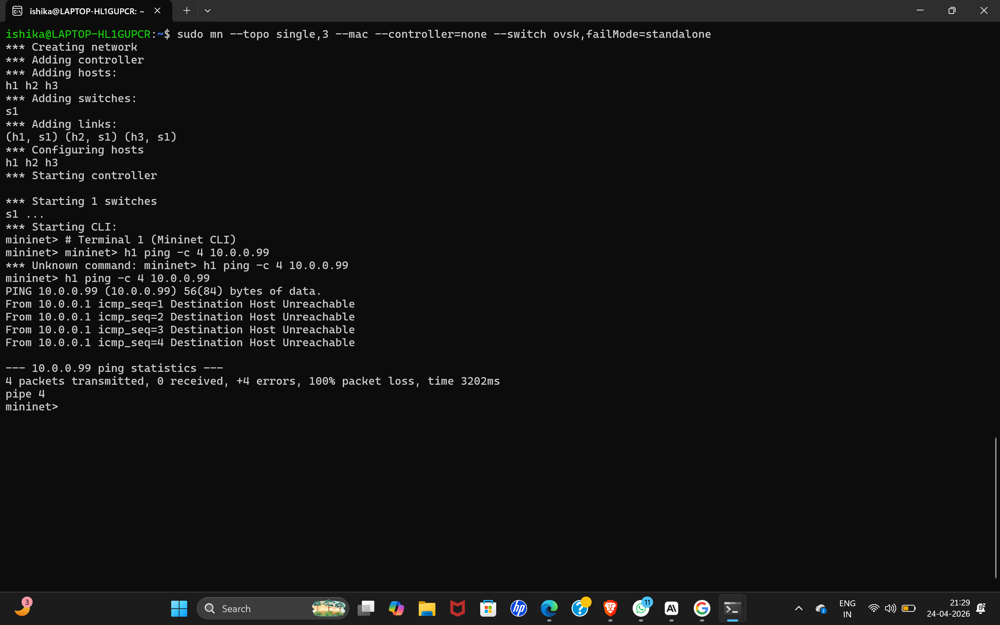 ishika@LAPTOP-HL1GUPCR: ~
ishika@LAPTOP-HL1GUPCR:~$ sudo mn --topo single,3 --mac --controller=none --switch ovsk,failMode=standalone
*** Creating network
*** Adding controller
*** Adding hosts:
h1 h2 h3
*** Adding switches:
s1
*** Adding links:
(h1, s1) (h2, s1) (h3, s1)
*** Configuring hosts
h1 h2 h3
*** Starting controller

*** Starting 1 switches
s1 ...
*** Starting CLI:
mininet> # Terminal 1 (Mininet CLI)
mininet> mininet> h1 ping -c 4 10.0.0.99
*** Unknown command: mininet> h1 ping -c 4 10.0.0.99
mininet> h1 ping -c 4 10.0.0.99
PING 10.0.0.99 (10.0.0.99) 56(84) bytes of data.
From 10.0.0.1 icmp_seq=1 Destination Host Unreachable
From 10.0.0.1 icmp_seq=2 Destination Host Unreachable
From 10.0.0.1 icmp_seq=3 Destination Host Unreachable
From 10.0.0.1 icmp_seq=4 Destination Host Unreachable

--- 10.0.0.99 ping statistics ---
4 packets transmitted, 0 received, +4 errors, 100% packet loss, time 3202ms
pipe 4
mininet>
3
Search
hp
11
ENG
IN
21:29
24-04-2026